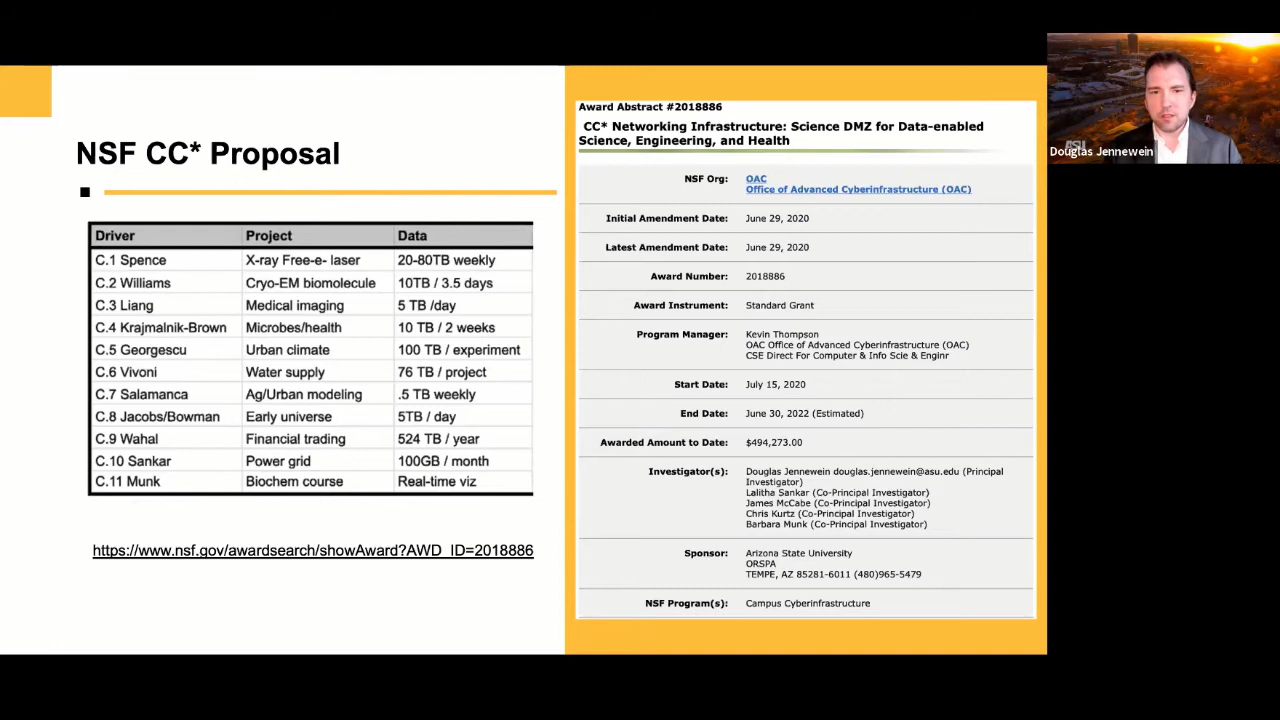 NSF CC* Proposal
Driver Project Data
C.1 Spence X-ray Free-e- laser 20-80TB weekly
C.2 Williams Cryo-EM biomolecule 10TB / 3.5 days
C.3 Liang Medical imaging 5 TB /day
C.4 Krajmalnik-Brown Microbes/health 10 TB / 2 weeks
C.5 Georgescu Urban climate 100 TB / experiment
C.6 Vivoni Water supply 76 TB / project
C.7 Salamanca Ag/Urban modeling .5 TB weekly
C.8 Jacobs/Bowman Early universe 5TB / day
C.9 Wahal Financial trading 524 TB / year
C.10 Sankar Power grid 100GB / month
C.11 Munk Biochem course Real-time viz
https://www.nsf.gov/awardsearch/showAward?AWD_ID=2018886
Award Abstract #2018886
CC* Networking Infrastructure: Science DMZ for Data-enabled
Science, Engineering, and Health
NSF Org: OAC
Office of Advanced Cyberinfrastructure (OAC)
Initial Amendment Date: June 29, 2020
Latest Amendment Date: June 29, 2020
Award Number: 2018886
Award Instrument: Standard Grant
Program Manager: Kevin Thompson
OAC Office of Advanced Cyberinfrastructure (OAC)
CSE Direct For Computer & Info Scie & Enginr
Start Date: July 15, 2020
End Date: June 30, 2022 (Estimated)
Awarded Amount to Date: $494,273.00
Investigator(s): Douglas Jennewein douglas.jennewein@asu.edu (Principal
Investigator)
Lalitha Sankar (Co-Principal Investigator)
James McCabe (Co-Principal Investigator)
Chris Kurtz (Co-Principal Investigator)
Barbara Munk (Co-Principal Investigator)
Sponsor: Arizona State University
ORSPA
TEMPE, AZ 85281-6011 (480)965-5479
NSF Program(s): Campus Cyberinfrastructure
ASU
Douglas Jennewein